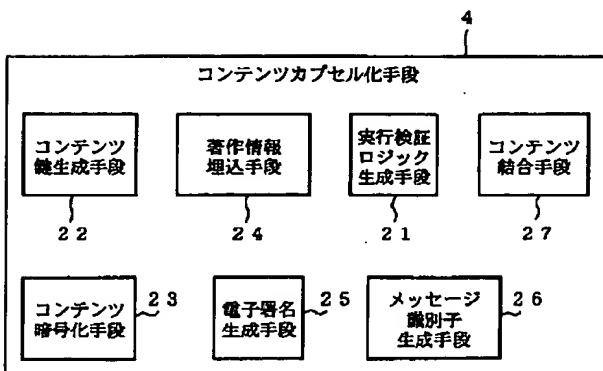 4
コンテンツカプセル化手段
コンテンツ
鍵生成手段
著作情報
埋込手段
実行検証
ロジック
生成手段
コンテンツ
結合手段
22
24
21
27
コンテンツ
暗号化手段
23
電子署名
生成手段
25
メッセージ
識別子
生成手段
26